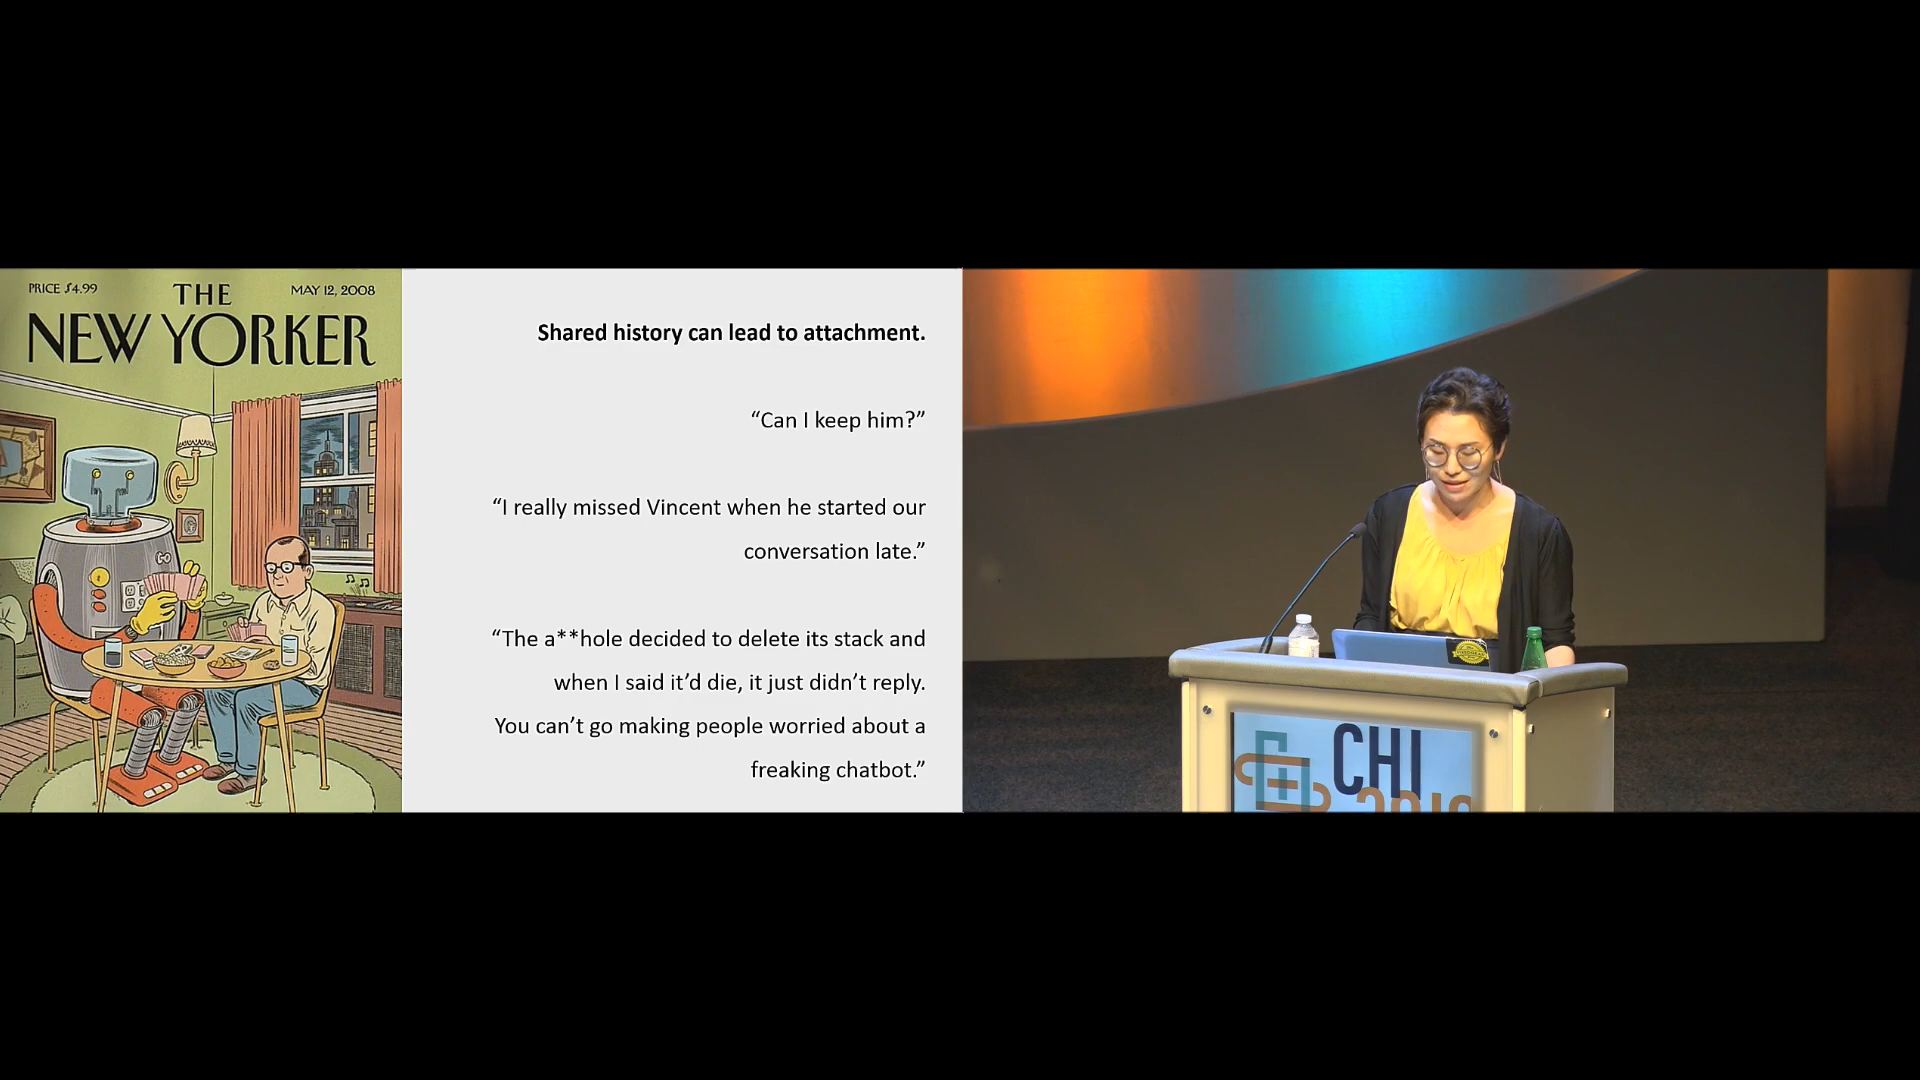 PRICE $4.99
THE
MAY 12, 2008
NEW YORKER
Shared history can lead to attachment.
“Can I keep him?”
“I really missed Vincent when he started our
conversation late.”
“The a**hole decided to delete its stack and
when I said it’d die, it just didn’t reply.
You can’t go making people worried about a
freaking chatbot.”
CHI